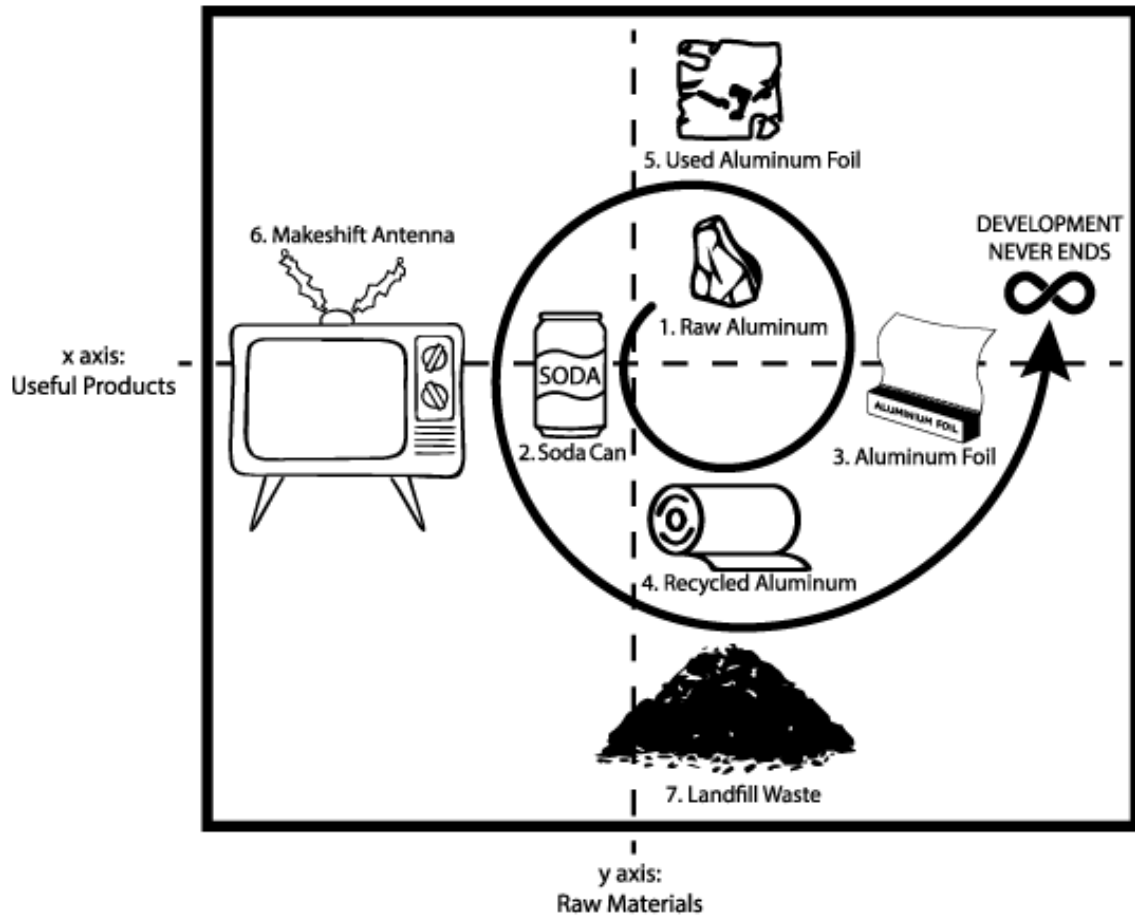 5. Used Aluminum Foil
6. Makeshift Antenna
DEVELOPMENT
NEVER ENDS
1. Raw Aluminum
x axis:
Useful Products
SODA
ALUMINIUM FOIL
2. Soda Can
3. Aluminum Foil
4. Recycled Aluminum
7. Landfill Waste
y axis:
Raw Materials